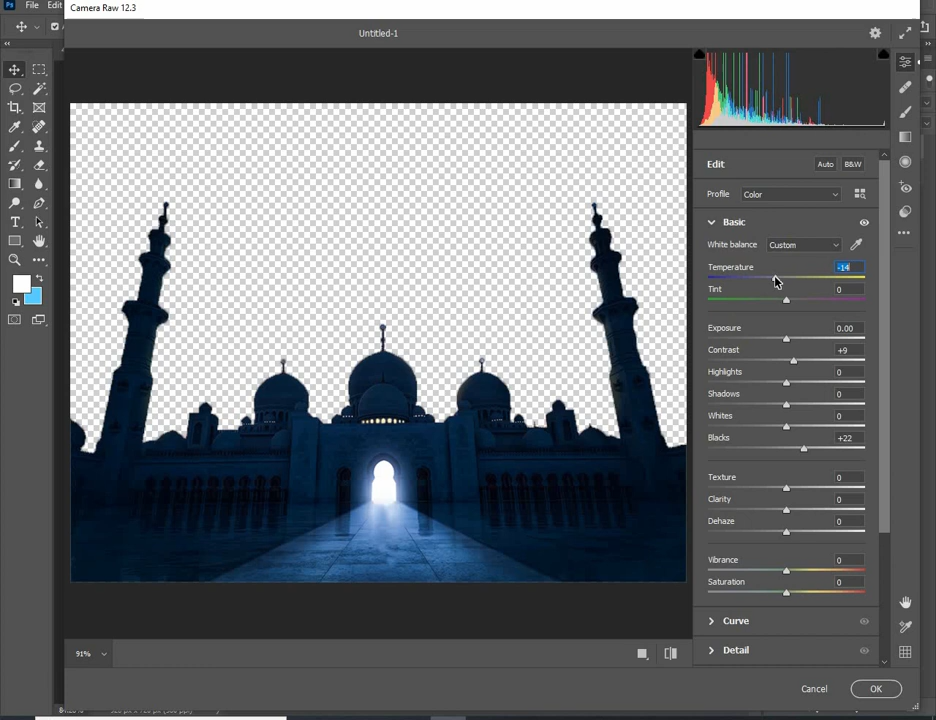 Ps File Edit
Camera Raw 12.3
Untitled-1
Edit Auto B&W
Profile Color
Basic
White balance Custom
Temperature -14
Tint 0
Exposure 0.00
Contrast +9
Highlights 0
Shadows 0
Whites 0
Blacks +22
Texture 0
Clarity 0
Dehaze 0
Vibrance 0
Saturation 0
Curve
Detail
91%
Cancel OK